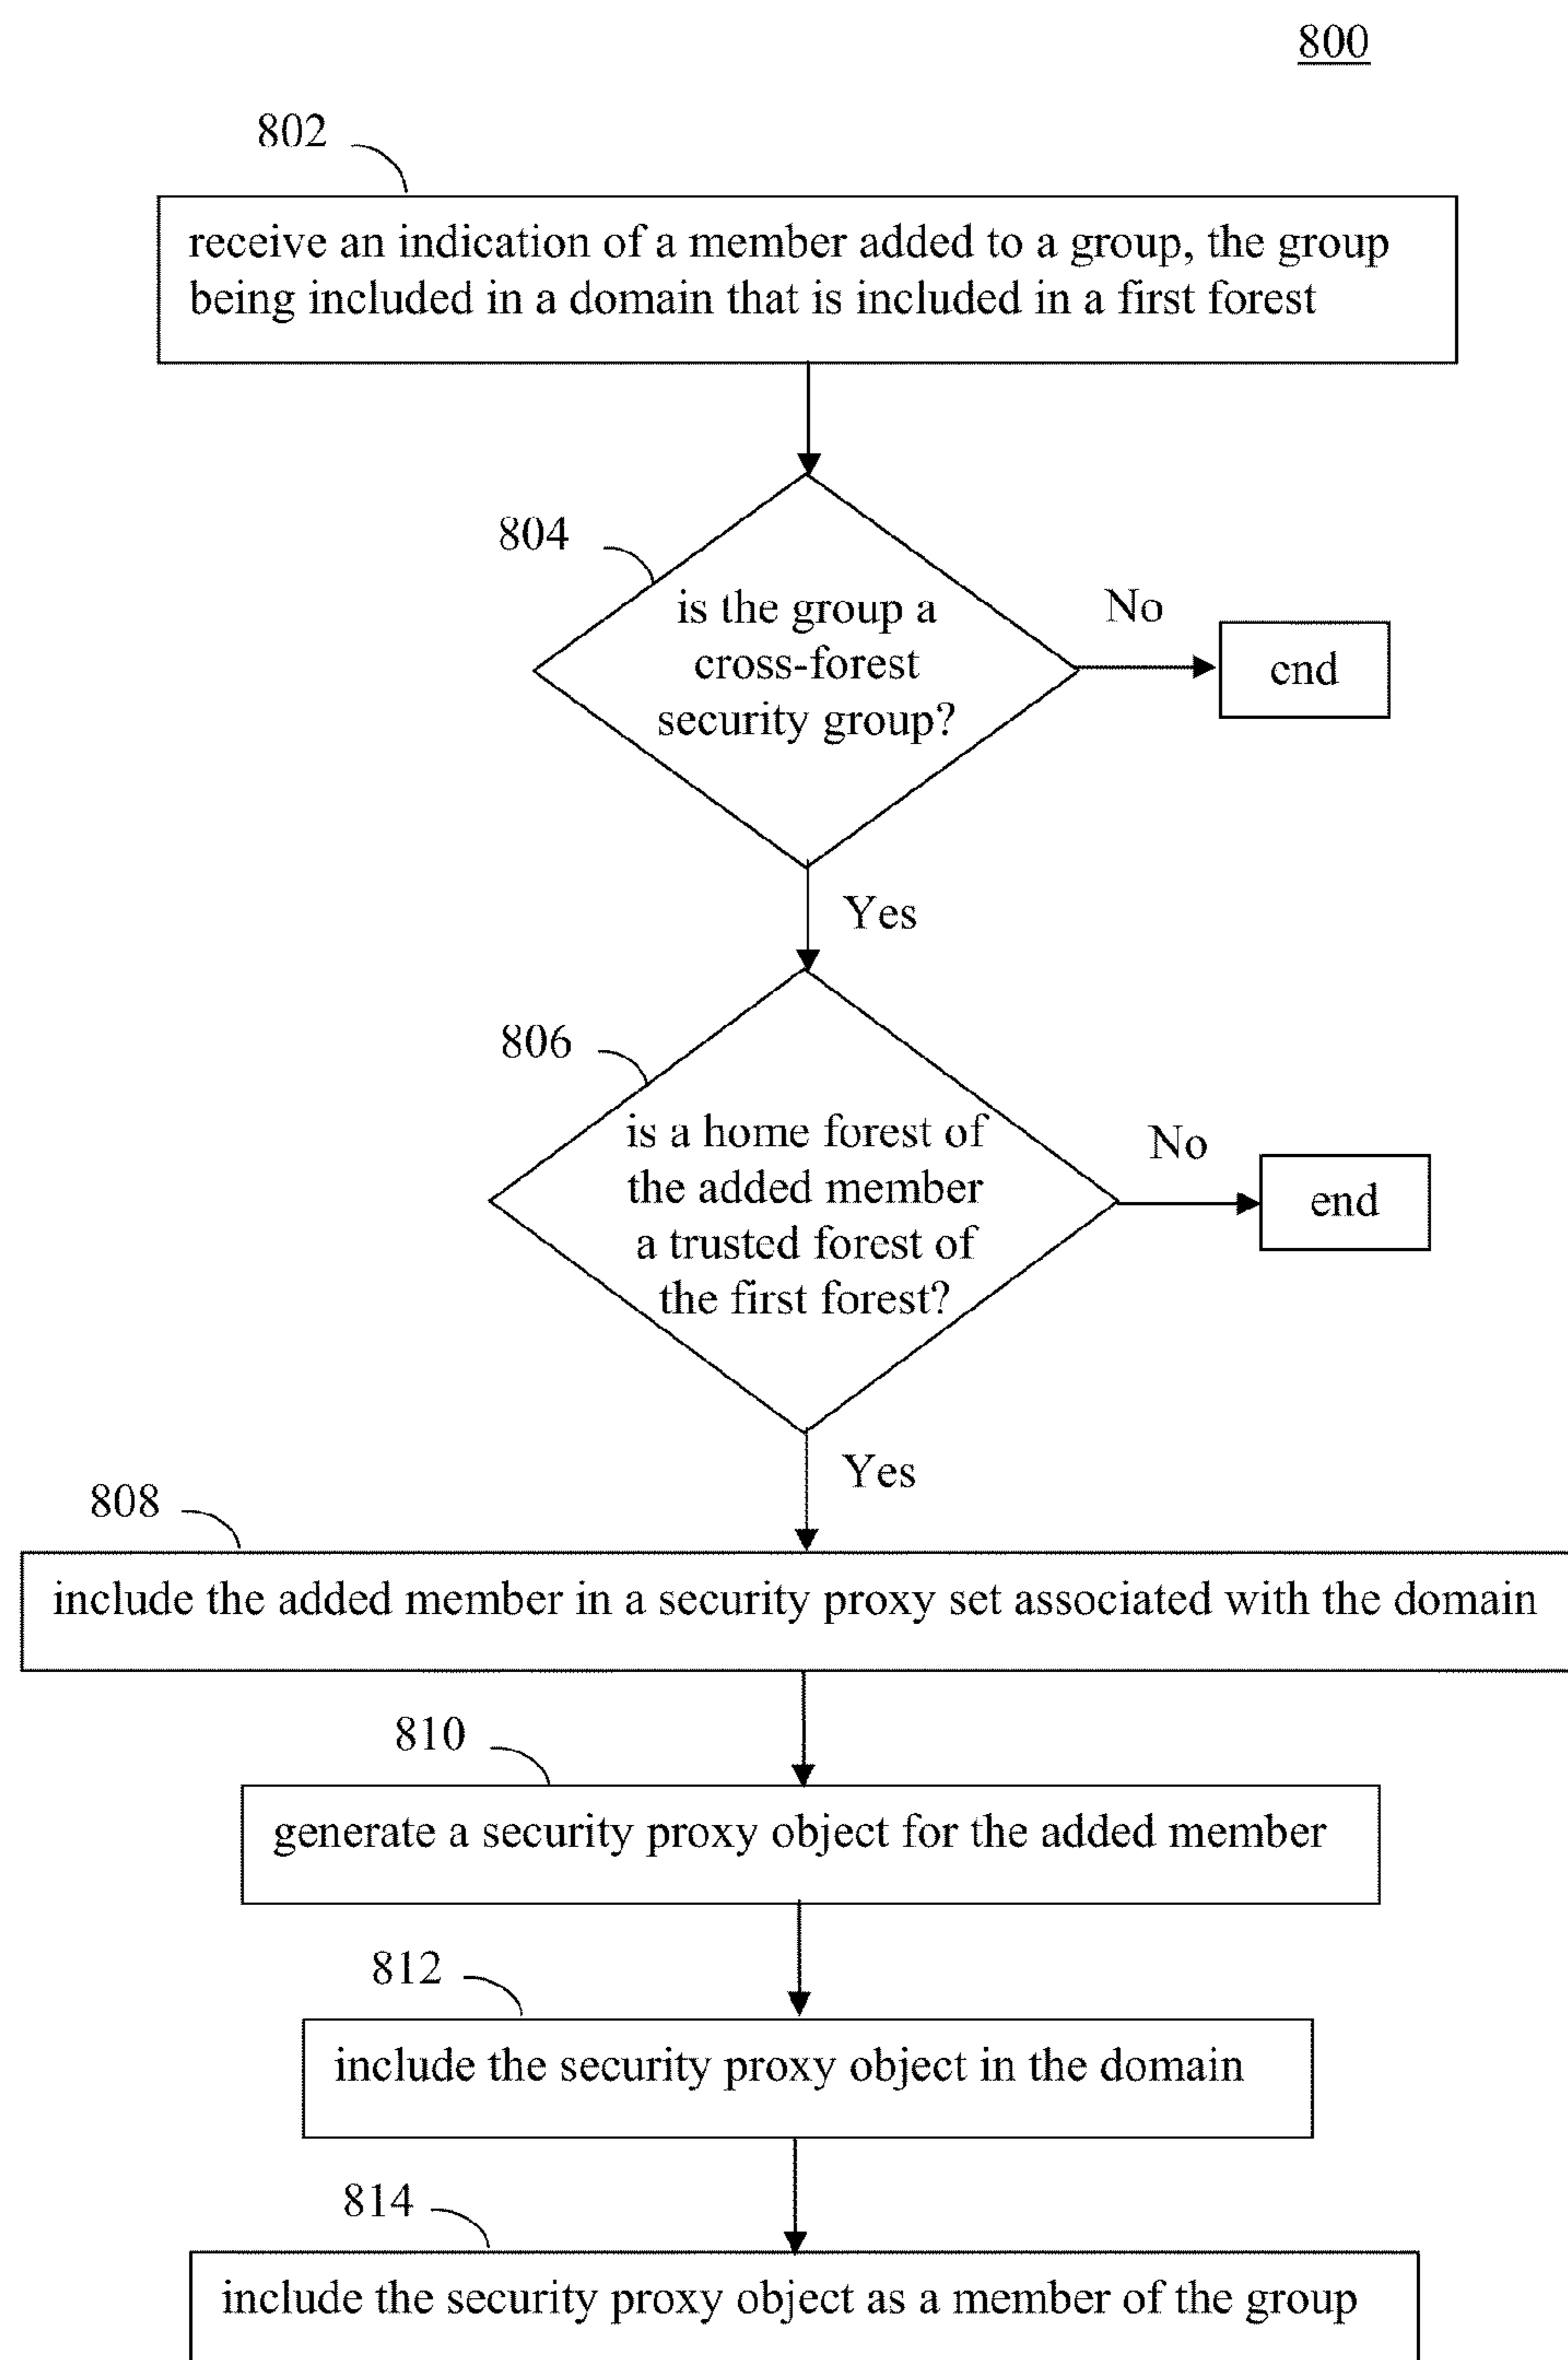 800
802
receive an indication of a member added to a group, the group
being included in a domain that is included in a first forest
804
is the group a
cross-forest
security group?
No
end
Yes
806
is a home forest of
the added member
a trusted forest of
the first forest?
No
end
Yes
808
include the added member in a security proxy set associated with the domain
810
generate a security proxy object for the added member
812
include the security proxy object in the domain
814
include the security proxy object as a member of the group